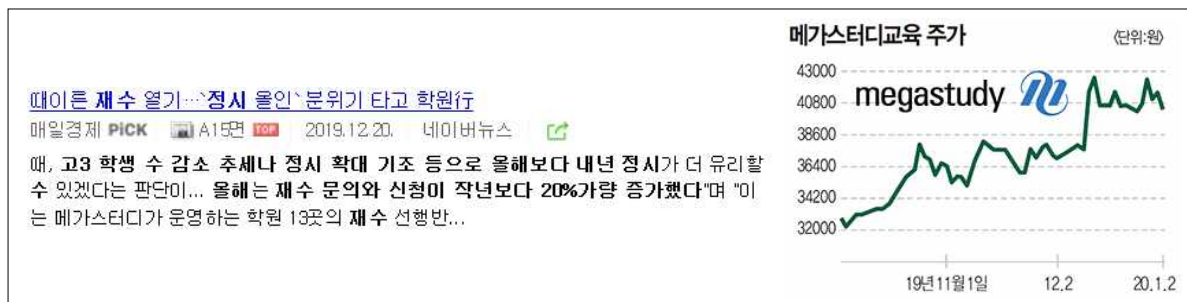 때이른 재수 열기…`정시 올인` 분위기 타고 학원行
매일경제 PiCK A15면 TOP 2019.12.20. 네이버뉴스
때, 고3 학생 수 감소 추세나 정시 확대 기조 등으로 올해보다 내년 정시가 더 유리할
수 있겠다는 판단이... 올해는 재수 문의와 신청이 작년보다 20%가량 증가했다"며 "이
는 메가스터디가 운영하는 학원 13곳의 재수 선행반...
메가스터디교육 주가 〈단위:원〉
megastudy
43000
40800
38600
36400
34200
32000
19년11월1일 12.2 20.1.2